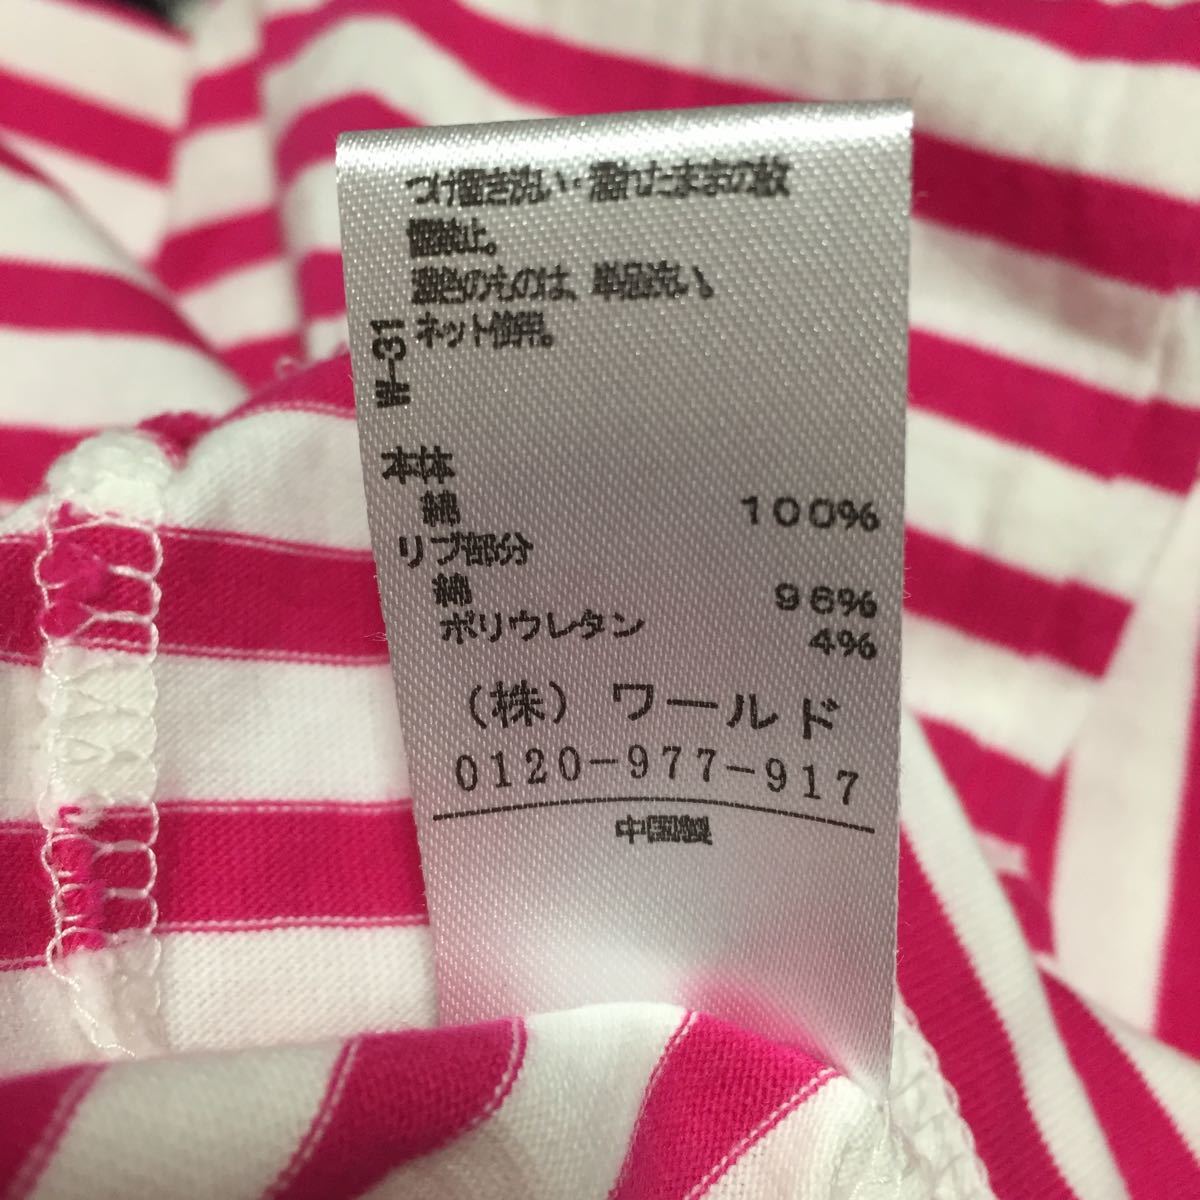 つけ置き洗い・濡れたままの放
置禁止。
濃色のものは、単品洗い。
ネット使用。
W-31
本体
綿 100%
リブ部分
綿 96%
ポリウレタン 4%
(株)ワールド
0120-977-917
中国製